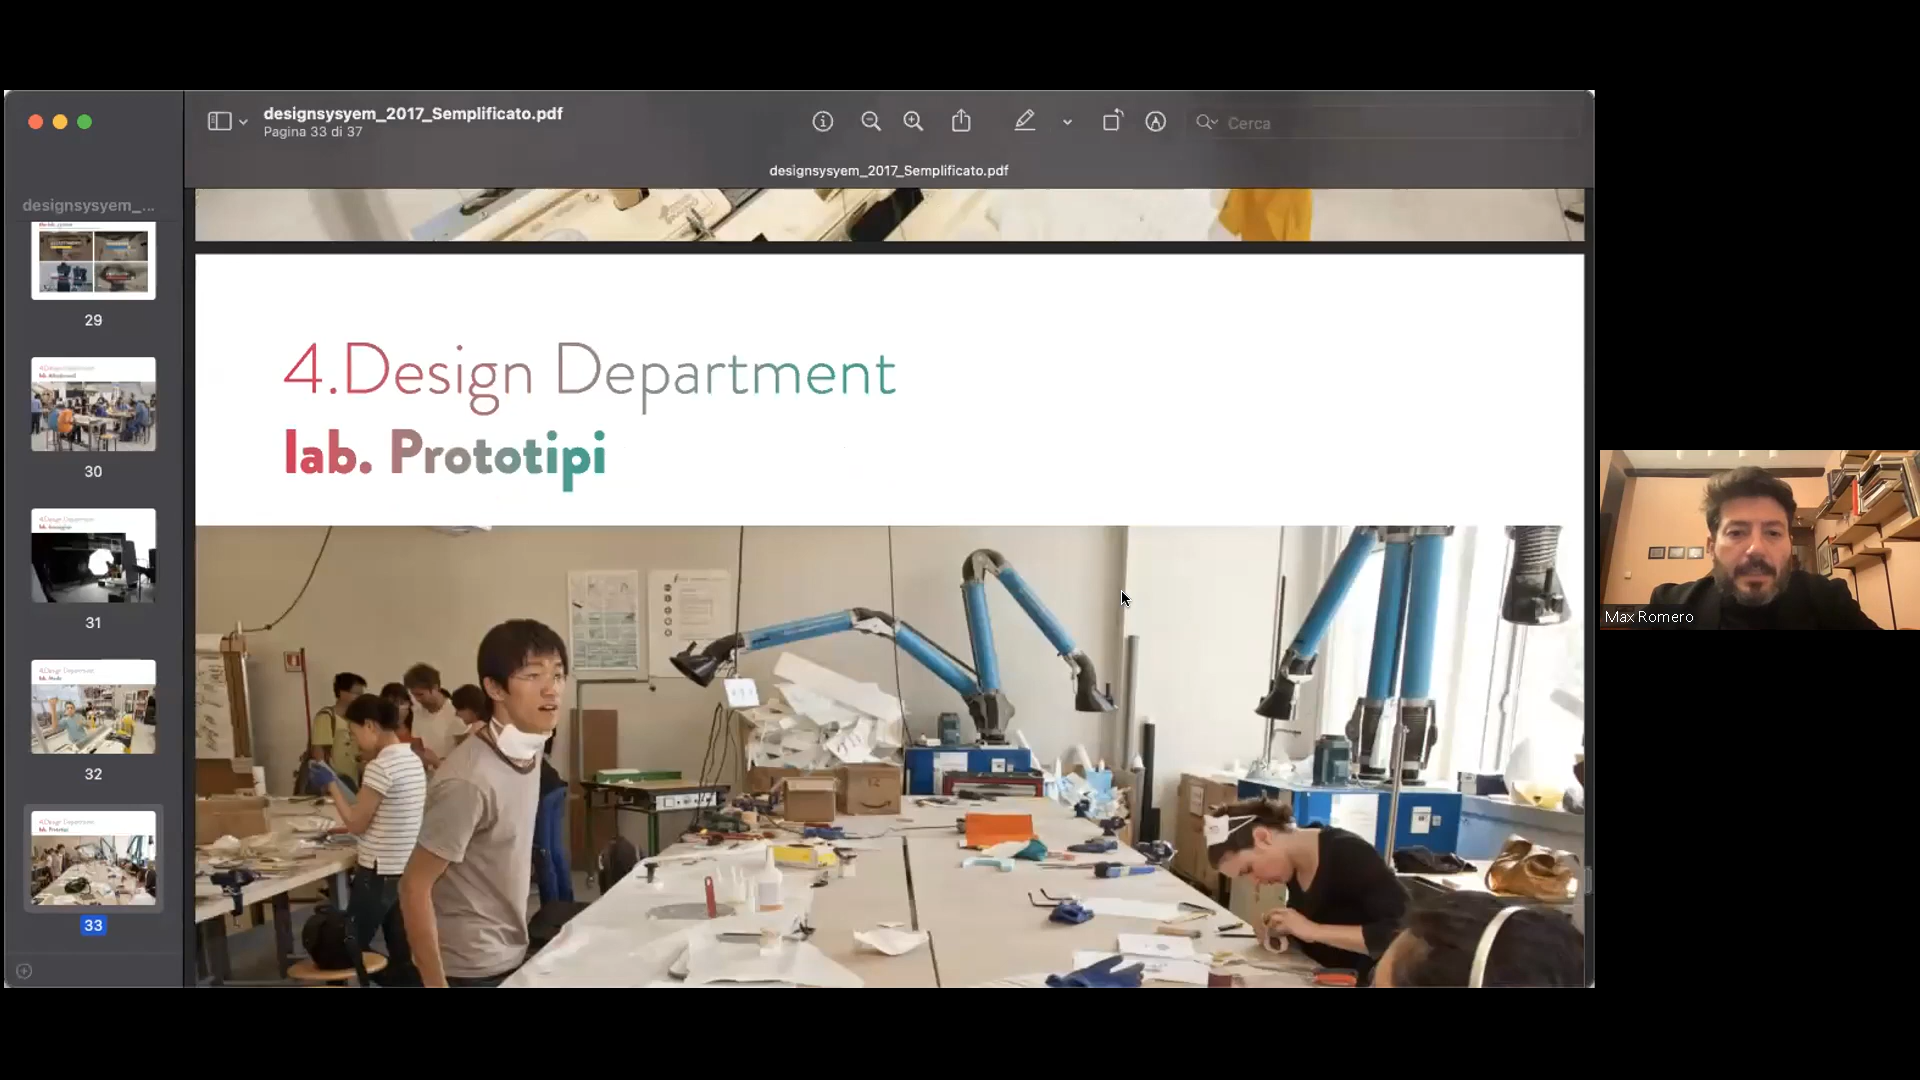 designsysyem_2017_Semplificato.pdf
Pagina 33 di 37
Cerca
designsysyem_2017_Semplificato.pdf
designsysyem_...
29
30
31
32
33
4.Design Department
lab. Prototipi
Max Romero